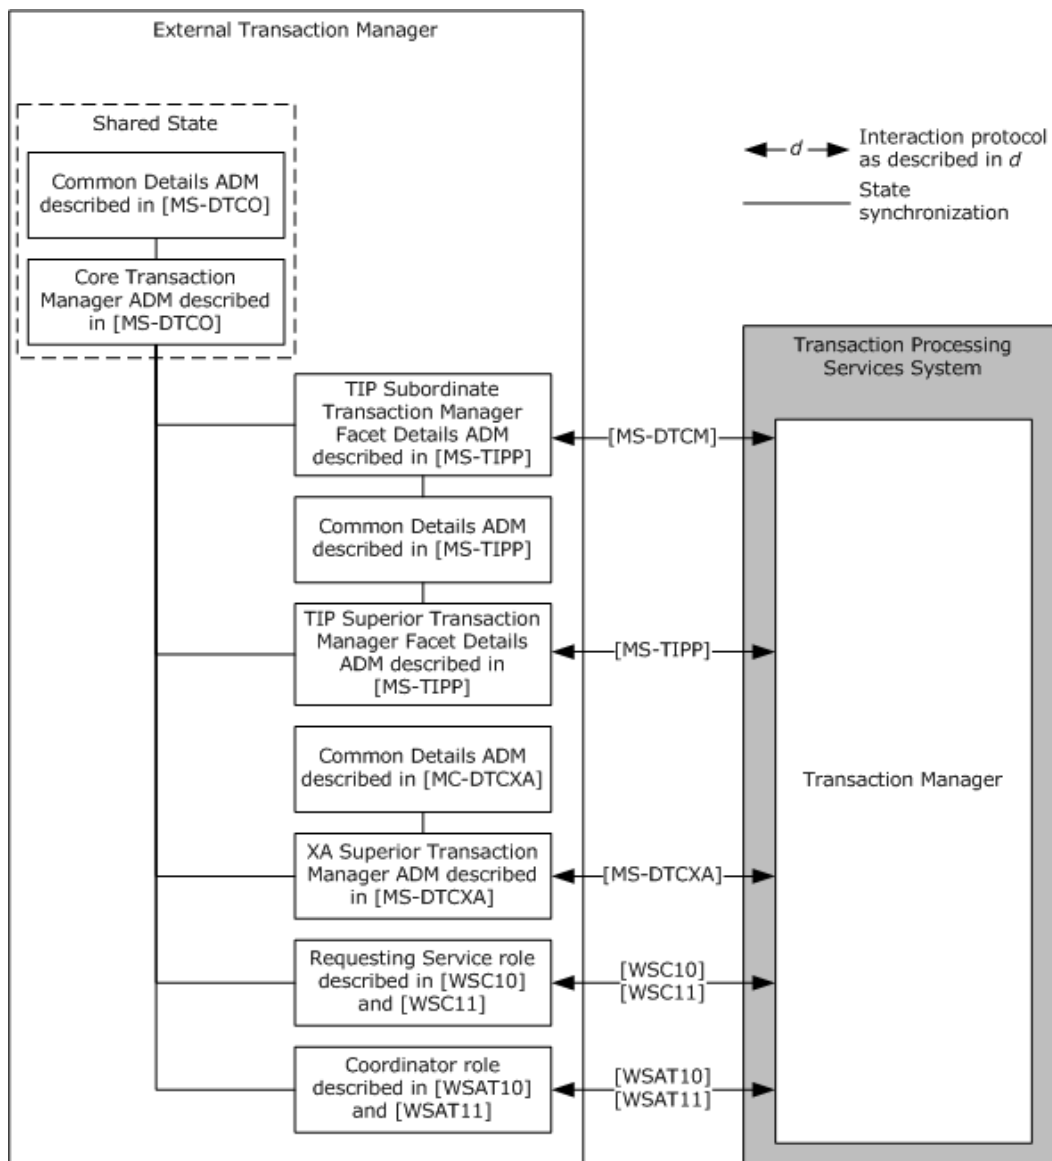 External Transaction Manager
Shared State
Common Details ADM
described in [MS-DTCO]
Core Transaction
Manager ADM described
in [MS-DTCO]
Interaction protocol
as described in d
d
State
synchronization
Transaction Processing
Services System
TIP Subordinate
Transaction Manager
Facet Details ADM
described in [MS-TIPP]
[MS-DTCM]
Common Details ADM
described in [MS-TIPP]
TIP Superior Transaction
Manager Facet Details
ADM described in
[MS-TIPP]
[MS-TIPP]
Common Details ADM
described in [MC-DTCXA]
Transaction Manager
XA Superior Transaction
Manager ADM described
in [MS-DTCXA]
[MS-DTCXA]
Requesting Service role
described in [WSC10]
and [WSC11]
[WSC10]
[WSC11]
Coordinator role
described in [WSAT10]
and [WSAT11]
[WSAT10]
[WSAT11]